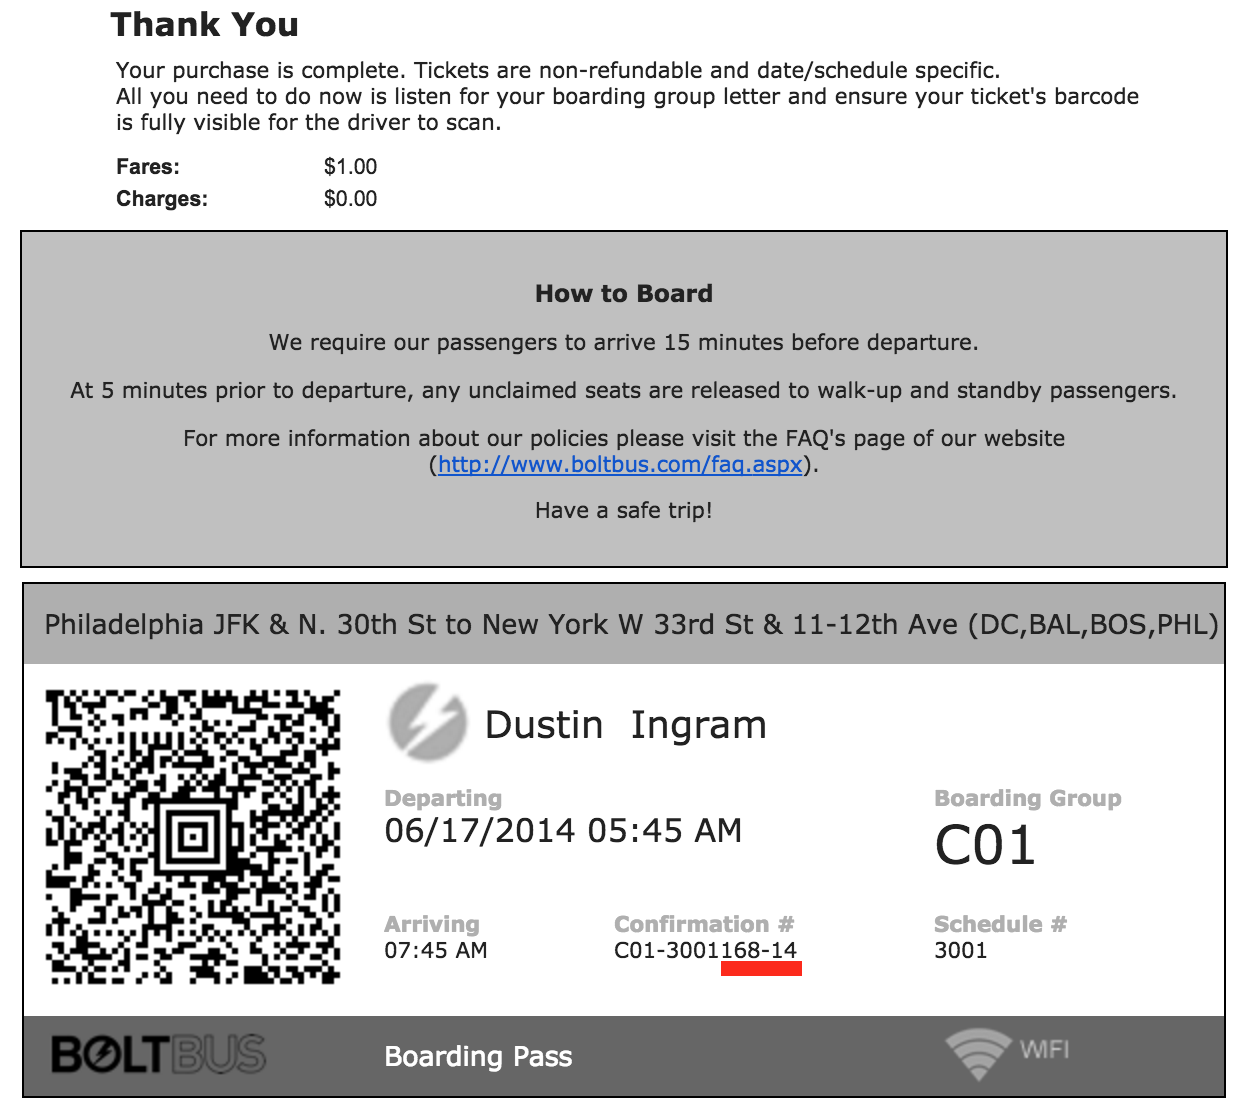 Thank You
Your purchase is complete. Tickets are non-refundable and date/schedule specific.
All you need to do now is listen for your boarding group letter and ensure your ticket's barcode
is fully visible for the driver to scan.
Fares: $1.00
Charges: $0.00
How to Board
We require our passengers to arrive 15 minutes before departure.
At 5 minutes prior to departure, any unclaimed seats are released to walk-up and standby passengers.
For more information about our policies please visit the FAQ's page of our website
(http://www.boltbus.com/faq.aspx).
Have a safe trip!
Philadelphia JFK & N. 30th St to New York W 33rd St & 11-12th Ave (DC,BAL,BOS,PHL)
Dustin Ingram
Departing Boarding Group
06/17/2014 05:45 AM C01
Arriving Confirmation # Schedule #
07:45 AM C01-3001168-14 3001
BOLTBUS Boarding Pass WIFI